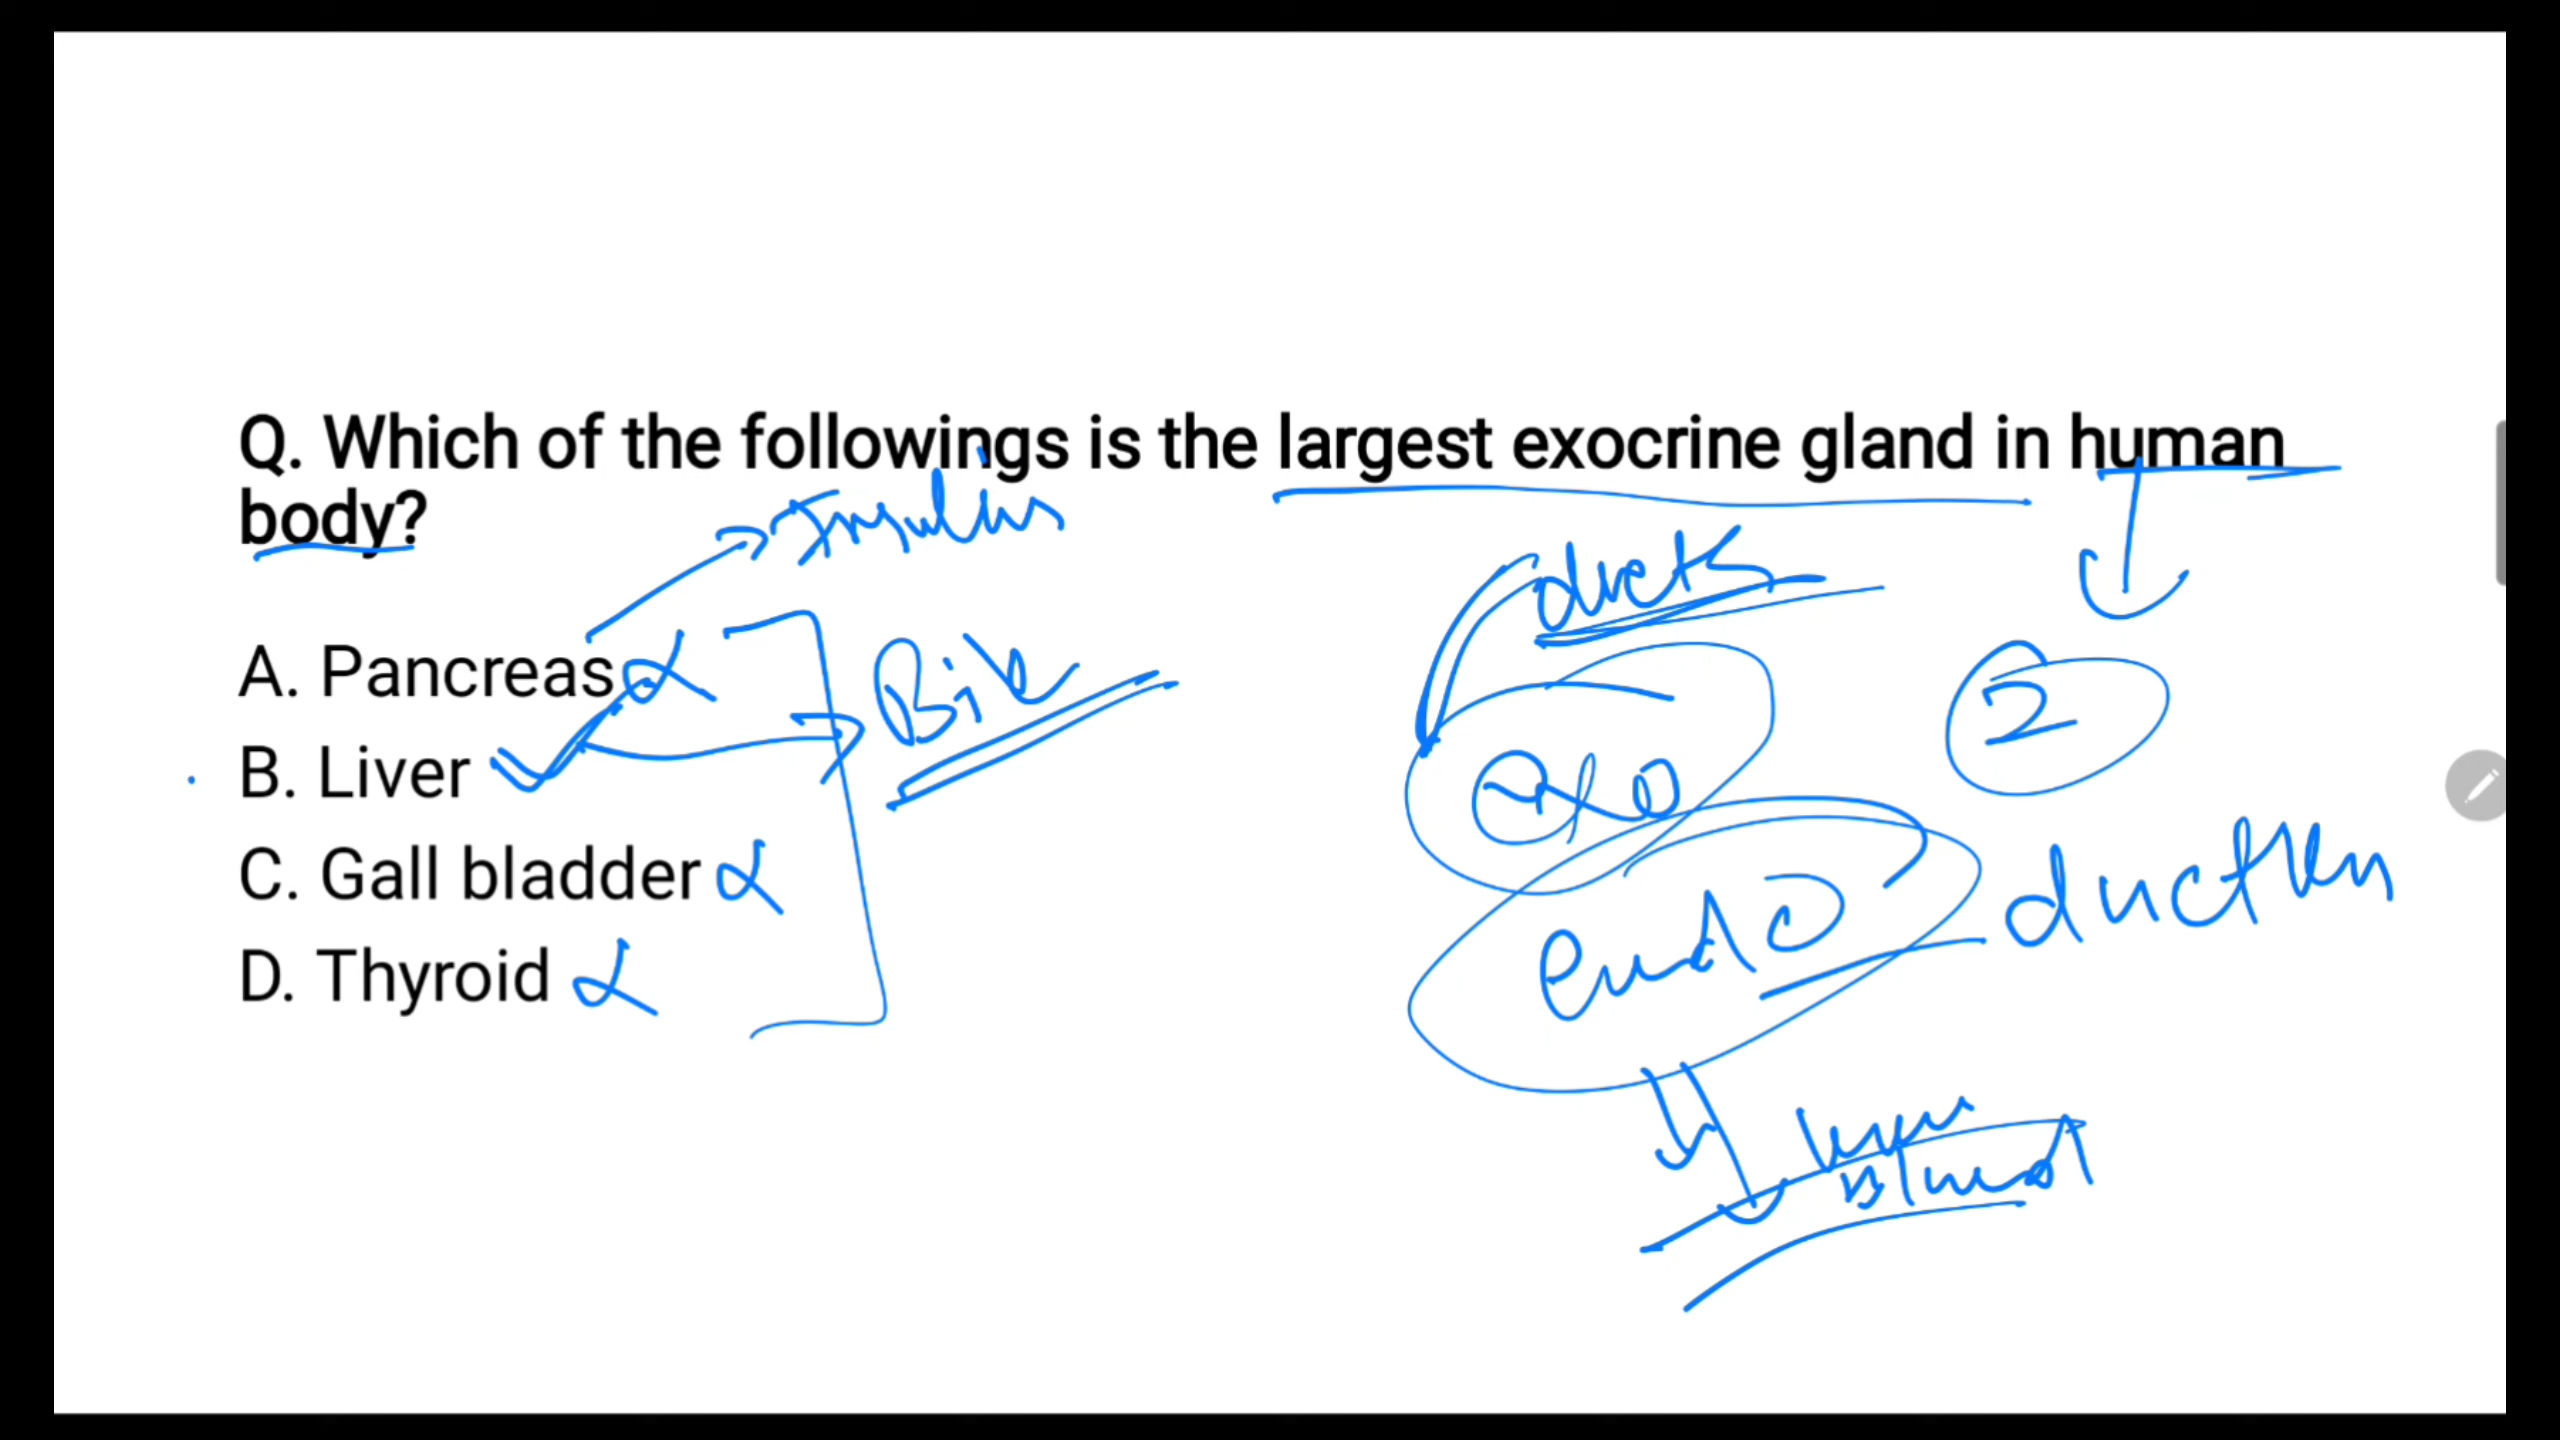 Q. Which of the followings is the largest exocrine gland in human
body?
Insulin
ducts
A. Pancreas
Bile
2
B. Liver
exo
C. Gall bladder
endo
D. Thyroid
blood